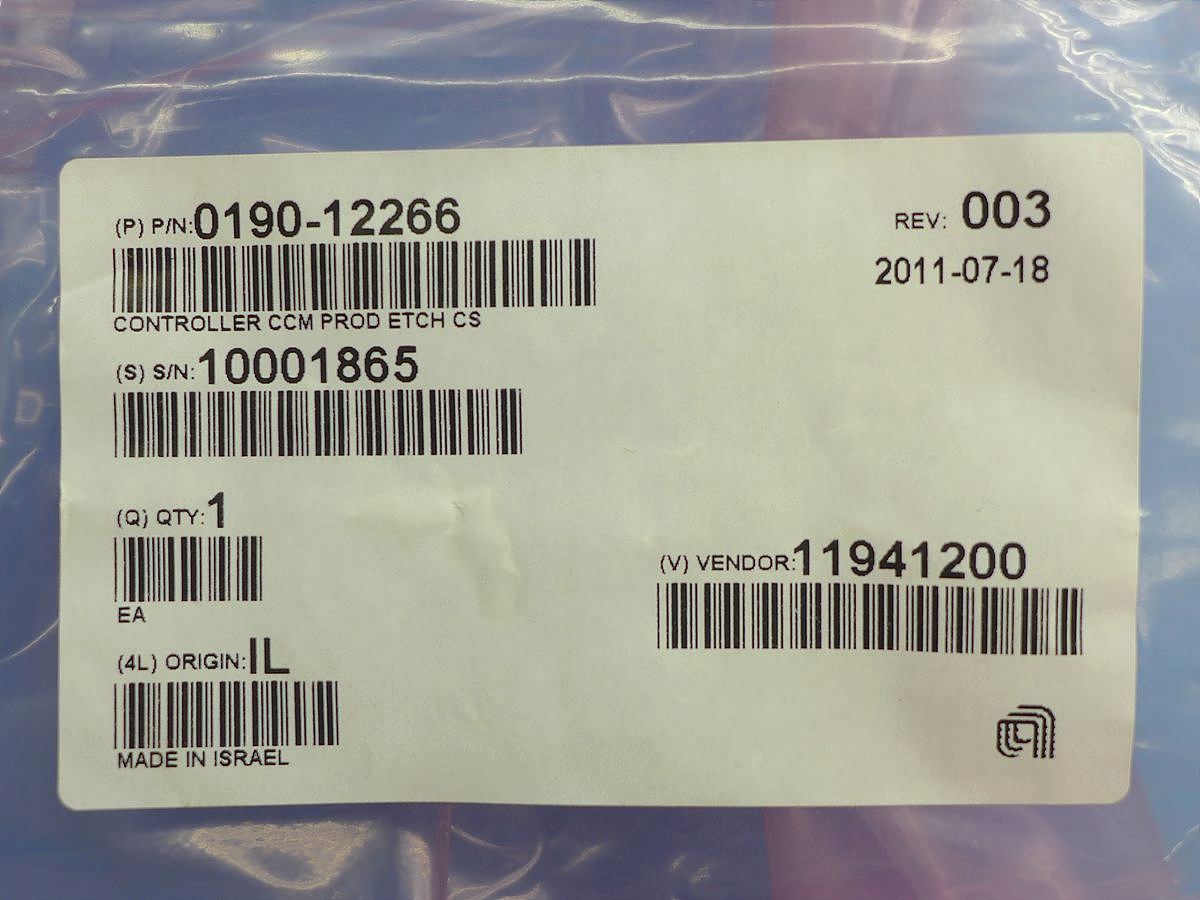 (P) P/N:0190-12266
REV: 003
2011-07-18
CONTROLLER CCM PROD ETCH CS
(S) S/N:10001865
(Q) QTY:1
EA
(V) VENDOR:11941200
(4L) ORIGIN:IL
MADE IN ISRAEL